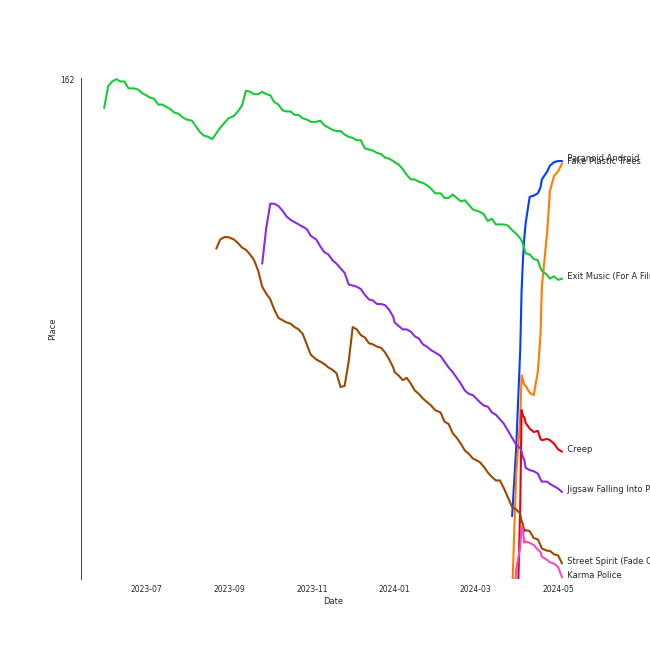 162
Paranoid Android
Fake Plastic Trees
Exit Music (For A Fil
Creep
Jigsaw Falling Into P
Street Spirit (Fade O
Karma Police
Place
2023-07
2023-09
2023-11
2024-01
2024-03
2024-05
Date